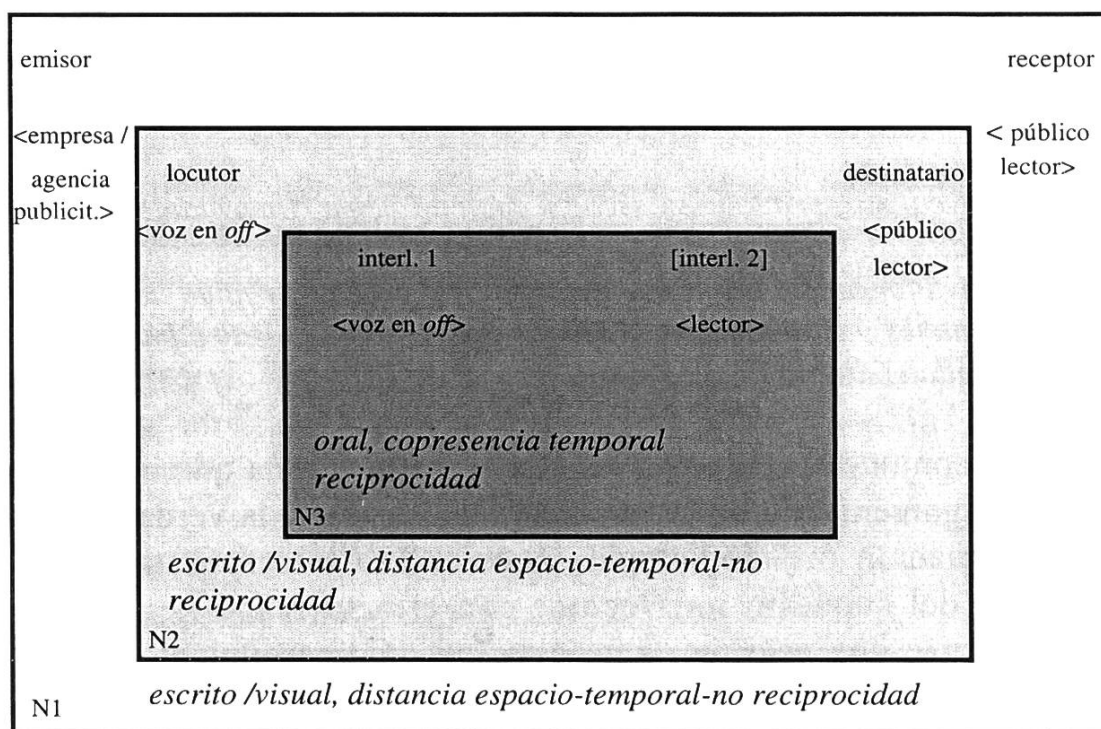 emisor receptor
<empresa / < público
locutor destinatario lector>
agencia
publicit.>
<voz en off> <público
interl. 1 [interl. 2] lector>
<voz en off> <lector>
oral, copresencia temporal
reciprocidad
N3
escrito /visual, distancia espacio-temporal-no
reciprocidad
N2
escrito /visual, distancia espacio-temporal-no reciprocidad
N1